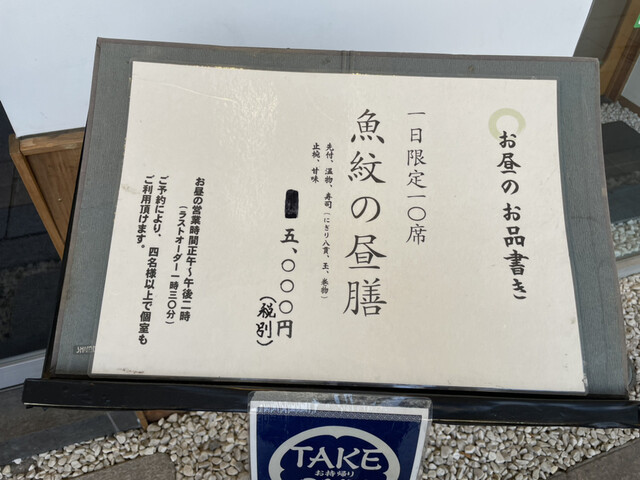 お昼のお品書き
一日限定一〇席
魚紋の昼膳
先付、温物、寿司(にぎり八貫、玉、巻物)
止椀、甘味
五、〇〇〇円
(税別)
お昼の営業時間正午～午後二時
(ラストオーダー一時三〇分)
ご予約により、四名様以上で個室も
ご利用頂けます。
TAKE
お持帰り